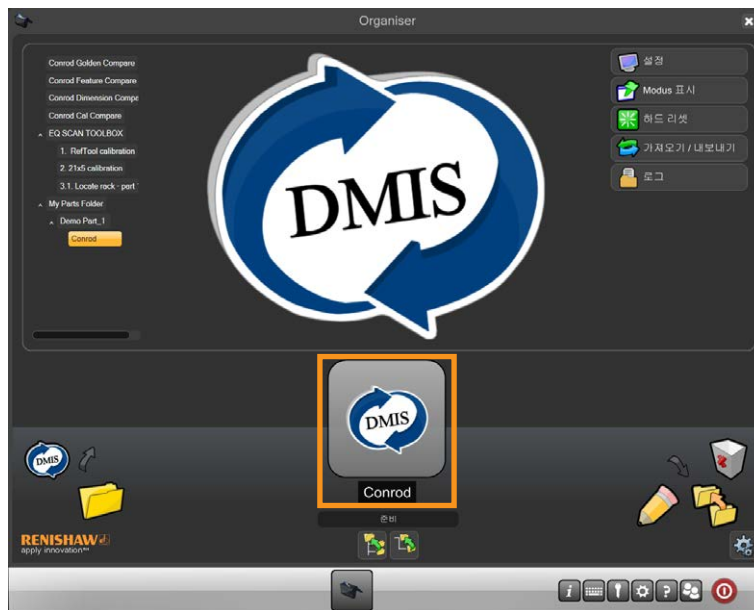 Organiser
Conrod Golden Compare
Conrod Feature Compare
Conrod Dimension Compa
Conrod Cal Compare
EQ SCAN TOOLBOX
1. RefTool calibration
2. 21x5 calibration
3.1. Locate rack - part
My Parts Folder
Demo Part_1
Conrod
설정
Modus 표시
하드 리셋
가져오기 / 내보내기
로그
DMIS
DMIS
Conrod
준비
DMIS
RENISHAW
apply innovation™